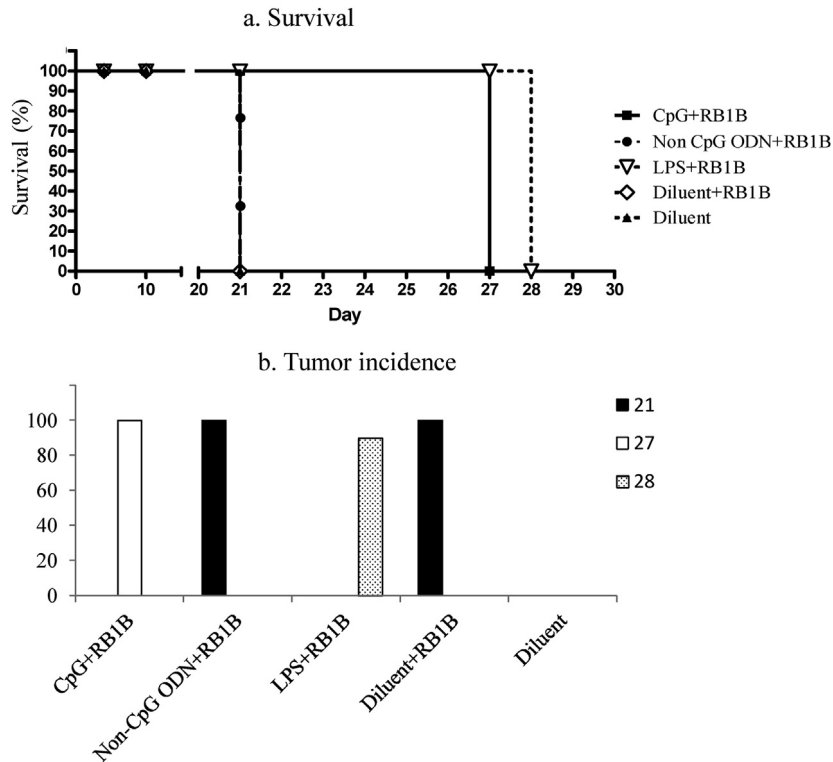 a. Survival
Survival (%)
100
90
80
70
60
50
40
30
20
10
0
0 10 20 21 22 23 24 25 26 27 28 29 30
Day
CpG+RB1B
Non CpG ODN+RB1B
LPS+RB1B
Diluent+RB1B
Diluent
b. Tumor incidence
100
80
60
40
20
0
CpG+RB1B
Non-CpG ODN+RB1B
LPS+RB1B
Diluent+RB1B
Diluent
21
27
28